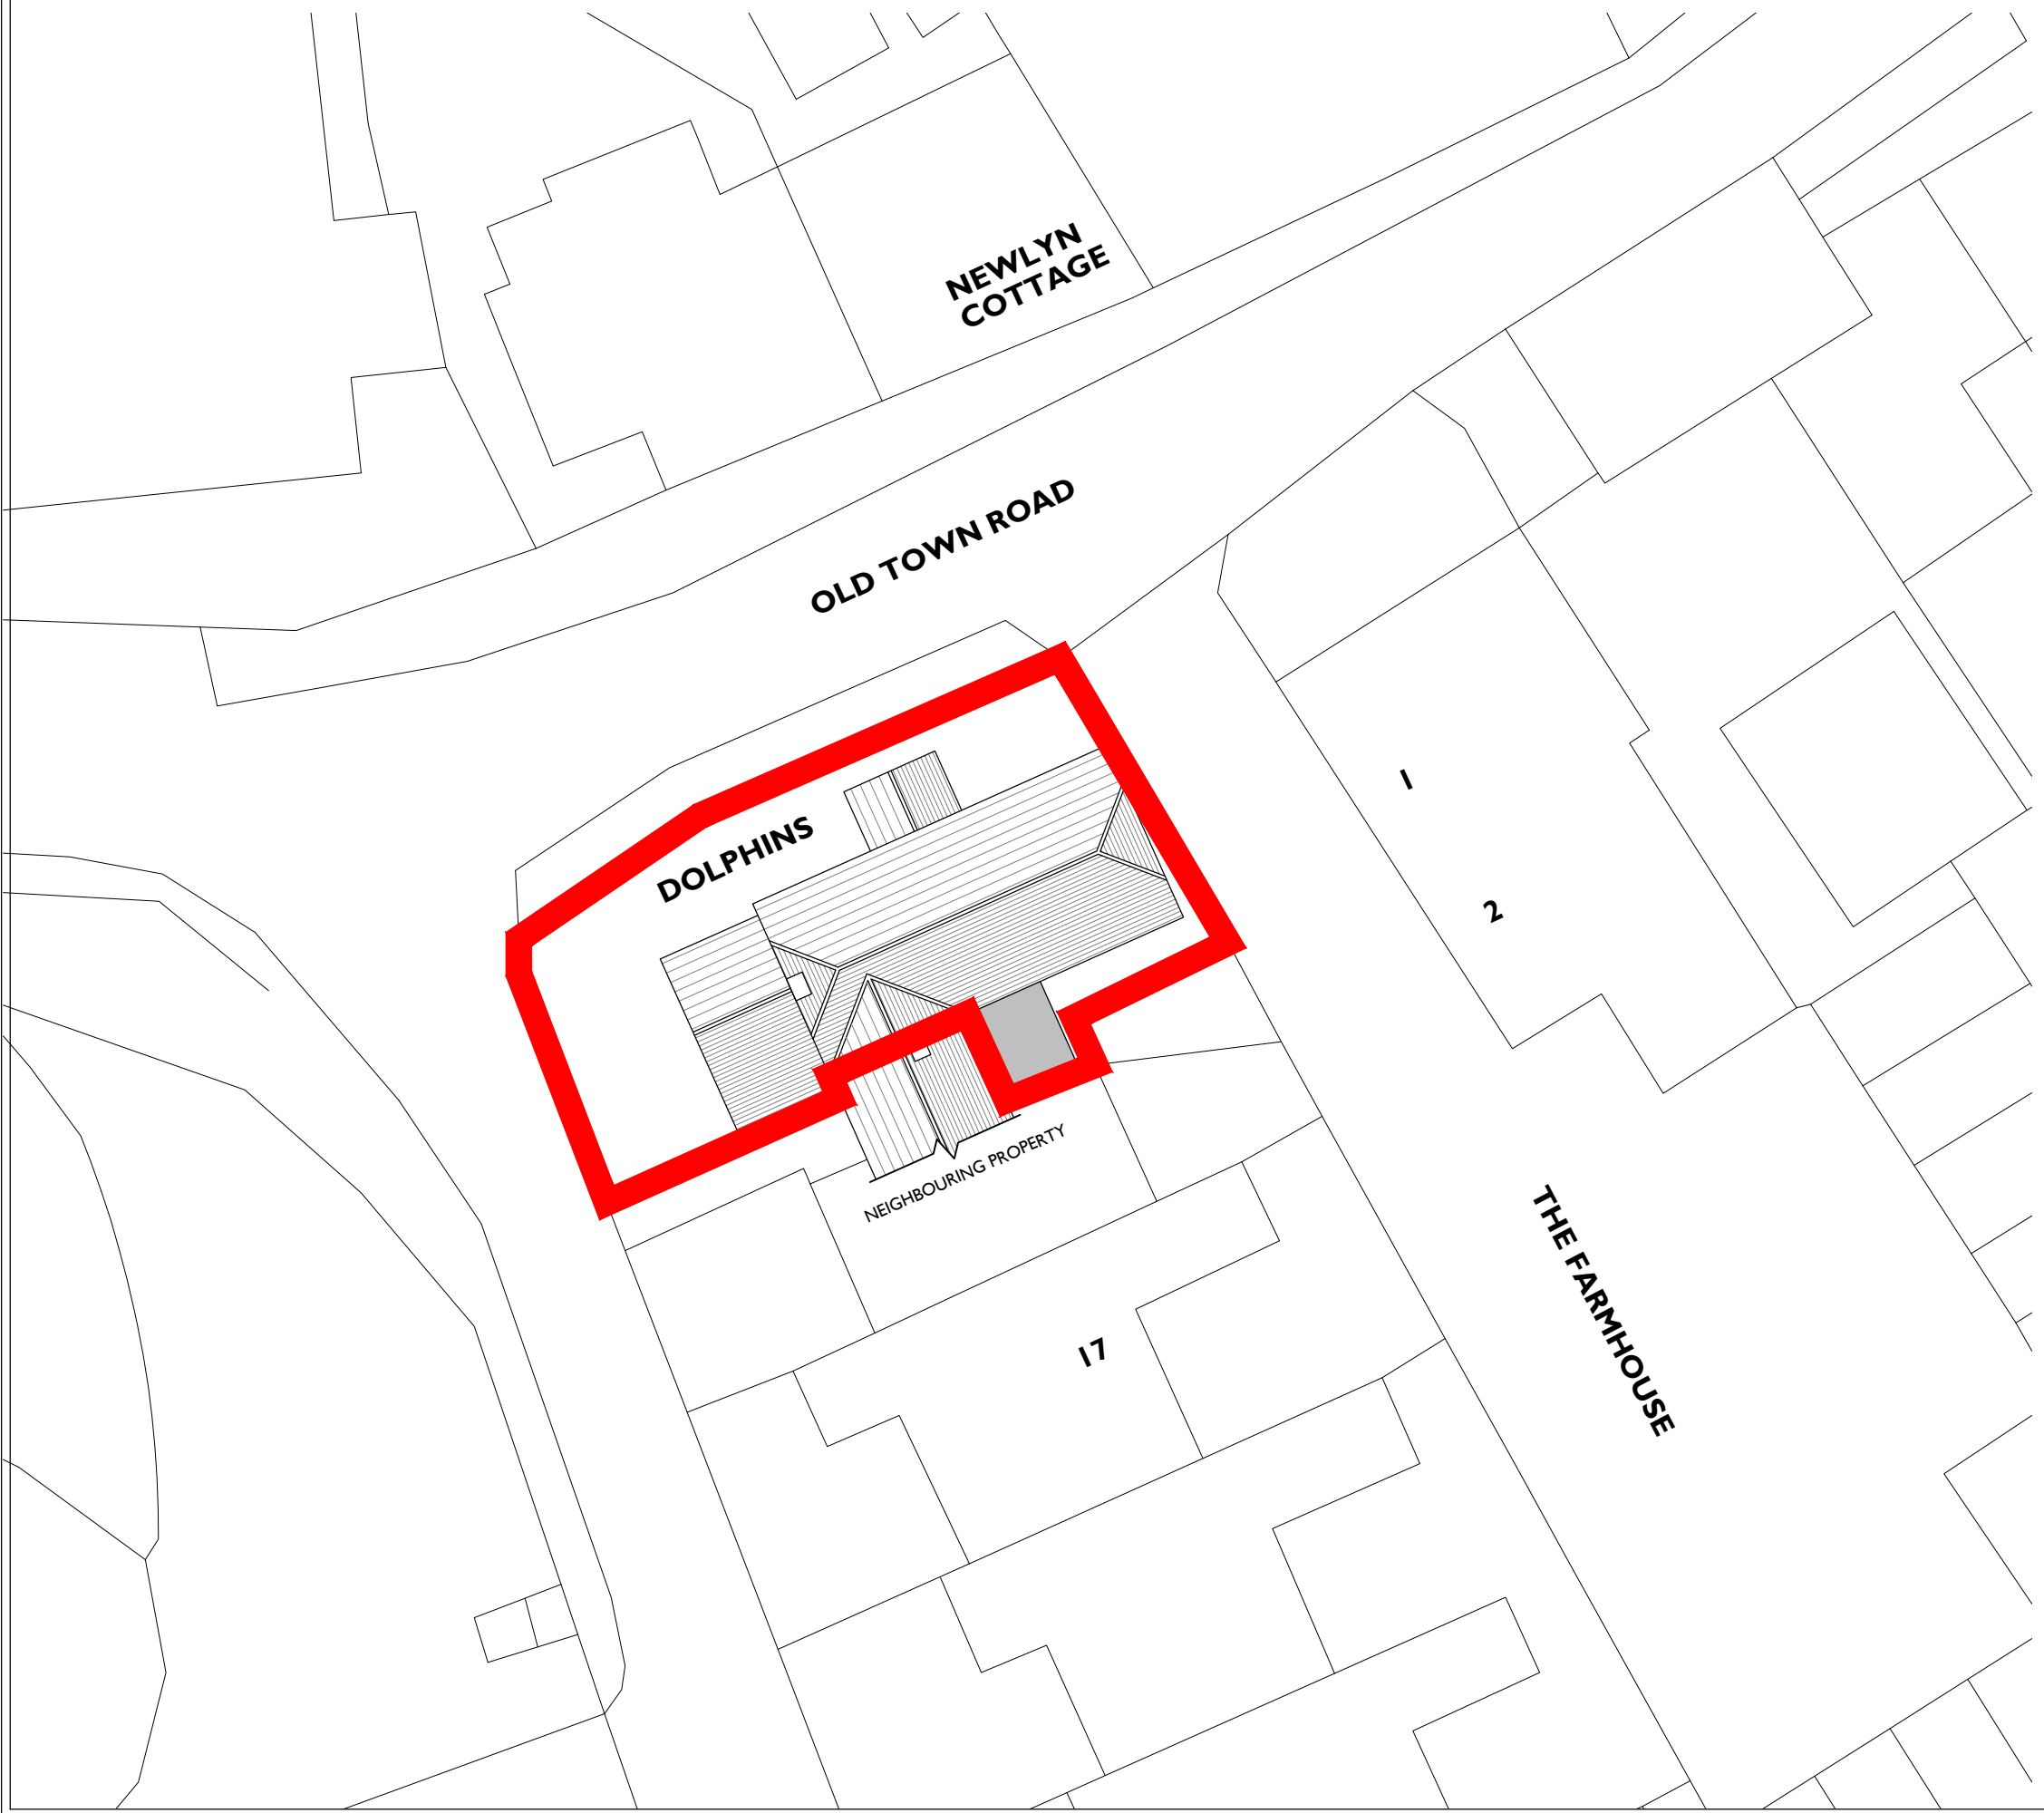 NEWLYN
COTTAGE
OLD TOWN ROAD
1
DOLPHINS
2
NEIGHBOURING PROPERTY
THE FARMHOUSE
17